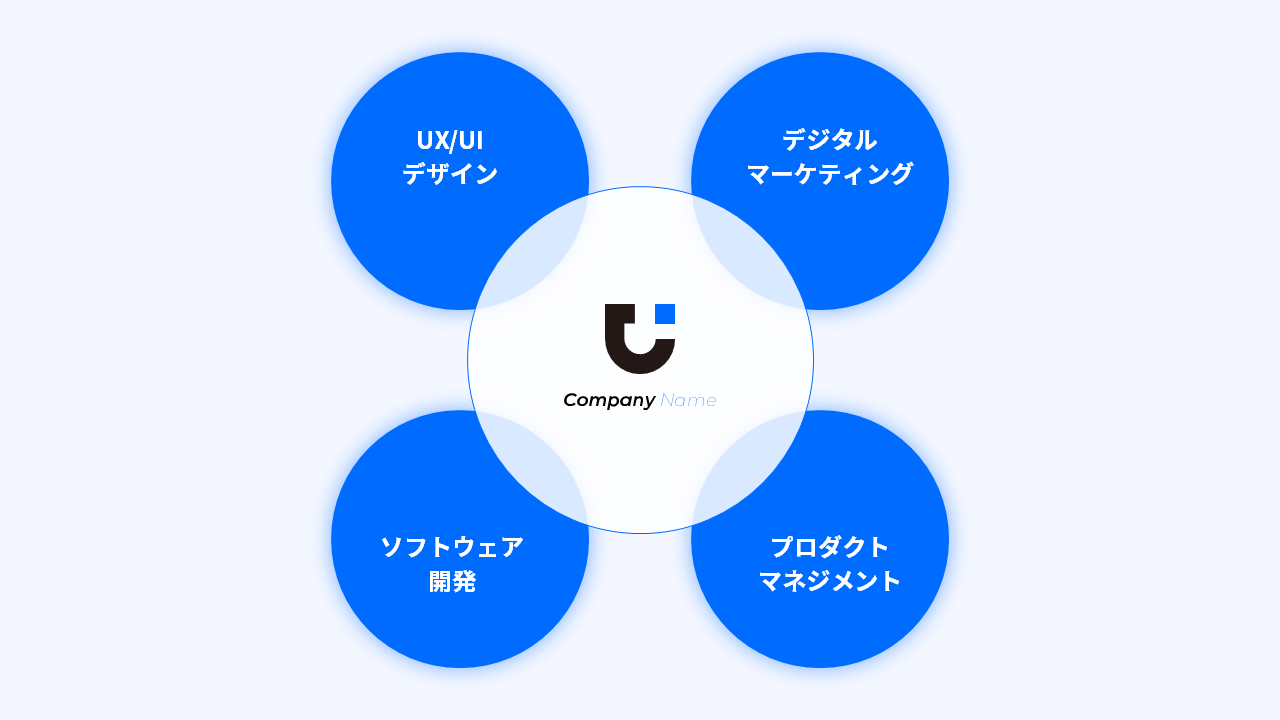 UX/UI
デザイン
デジタル
マーケティング
Company Name
ソフトウェア
開発
プロダクト
マネジメント